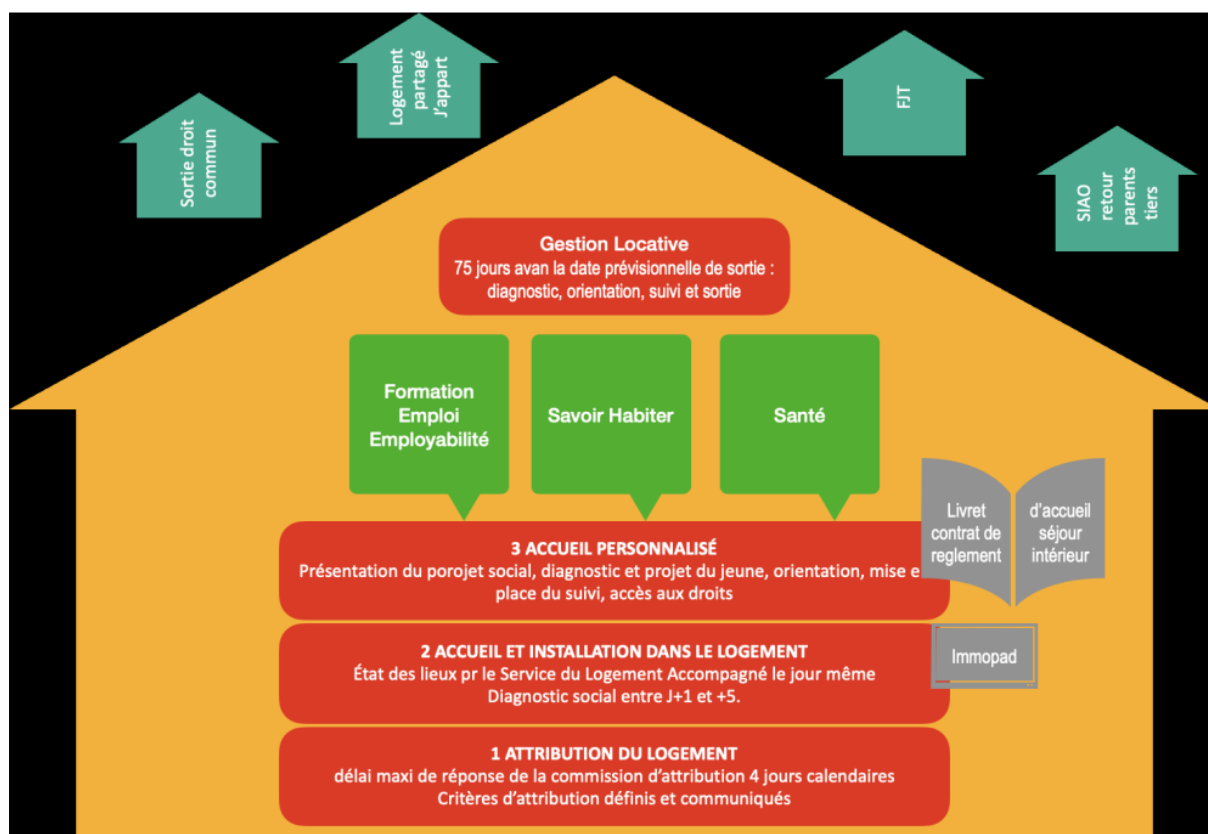 Sortie droit
commun
Logement
partagé
J'appart
FJT
SIAO
retour
parents
tiers
Gestion Locative
75 jours avan la date prévisionnelle de sortie :
diagnostic, orientation, suivi et sortie
Formation
Emploi
Employabilité
Savoir Habiter
Santé
Livret
contrat de
reglement
d'accueil
séjour
intérieur
3 ACCUEIL PERSONNALISÉ
Présentation du porojet social, diagnostic et projet du jeune, orientation, mise e
place du suivi, accès aux droits
2 ACCUEIL ET INSTALLATION DANS LE LOGEMENT
État des lieux pr le Service du Logement Accompagné le jour même
Diagnostic social entre J+1 et +5.
Immopad
1 ATTRIBUTION DU LOGEMENT
délai maxi de réponse de la commission d'attribution 4 jours calendaires
Critères d'attribution définis et communiqués